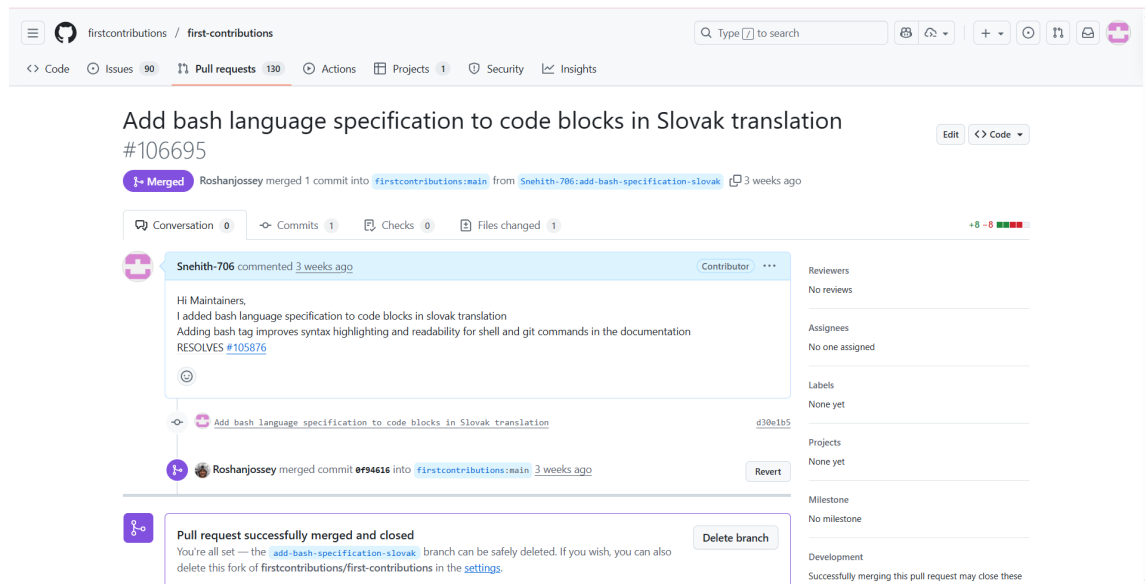 firstcontributions / first-contributions
Type / to search
Code
Issues 90
Pull requests 130
Actions
Projects 1
Security
Insights
Add bash language specification to code blocks in Slovak translation
#106695
Edit
<> Code
Merged
Roshanjossey merged 1 commit into firstcontributions:main from Snehith-706:add-bash-specification-slovak 3 weeks ago
Conversation 0
Commits 1
Checks 0
Files changed 1
+8 −8
Snehith-706 commented 3 weeks ago
Contributor
Hi Maintainers,
I added bash language specification to code blocks in slovak translation
Adding bash tag improves syntax highlighting and readability for shell and git commands in the documentation
RESOLVES #105876
Add bash language specification to code blocks in Slovak translation
d30e1b5
Roshanjossey merged commit 0f94616 into firstcontributions:main 3 weeks ago
Revert
Pull request successfully merged and closed
You're all set — the add-bash-specification-slovak branch can be safely deleted. If you wish, you can also
delete this fork of firstcontributions/first-contributions in the settings.
Delete branch
Reviewers
No reviews
Assignees
No one assigned
Labels
None yet
Projects
None yet
Milestone
No milestone
Development
Successfully merging this pull request may close these